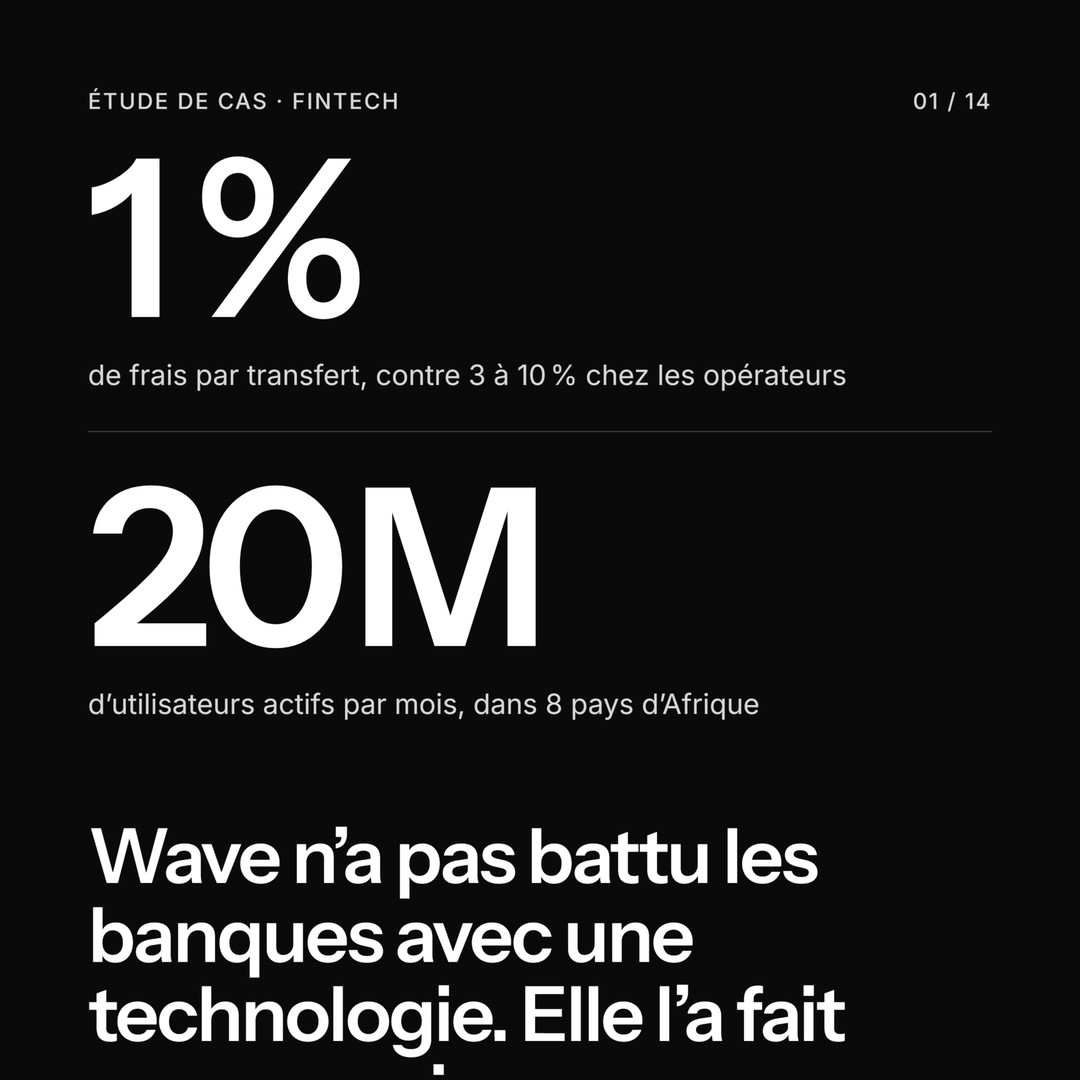 ÉTUDE DE CAS · FINTECH
01 / 14
1%
de frais par transfert, contre 3 à 10 % chez les opérateurs
20M
d’utilisateurs actifs par mois, dans 8 pays d’Afrique
Wave n’a pas battu les
banques avec une
technologie. Elle l’a fait